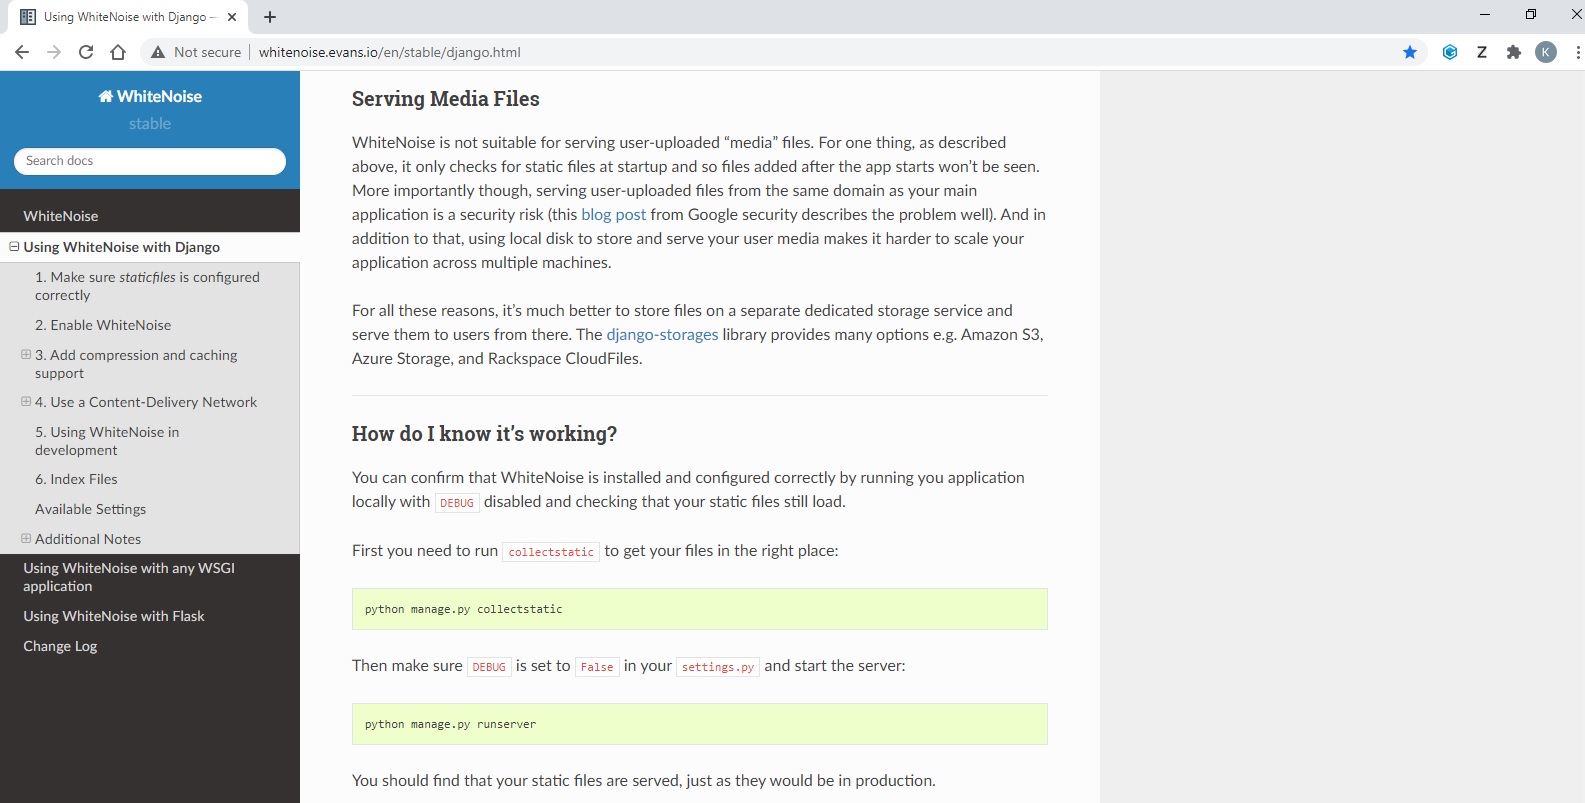 Using WhiteNoise with Django —
Not secure
whitenoise.evans.io/en/stable/django.html
Z
K
WhiteNoise
stable
Search docs
WhiteNoise
Using WhiteNoise with Django
1. Make sure staticfiles is configured
correctly
2. Enable WhiteNoise
3. Add compression and caching
support
4. Use a Content-Delivery Network
5. Using WhiteNoise in
development
6. Index Files
Available Settings
Additional Notes
Using WhiteNoise with any WSGI
application
Using WhiteNoise with Flask
Change Log
Serving Media Files
WhiteNoise is not suitable for serving user-uploaded “media” files. For one thing, as described
above, it only checks for static files at startup and so files added after the app starts won’t be seen.
More importantly though, serving user-uploaded files from the same domain as your main
application is a security risk (this blog post from Google security describes the problem well). And in
addition to that, using local disk to store and serve your user media makes it harder to scale your
application across multiple machines.
For all these reasons, it’s much better to store files on a separate dedicated storage service and
serve them to users from there. The django-storages library provides many options e.g. Amazon S3,
Azure Storage, and Rackspace CloudFiles.
How do I know it’s working?
You can confirm that WhiteNoise is installed and configured correctly by running you application
locally with DEBUG disabled and checking that your static files still load.
First you need to run collectstatic to get your files in the right place:
python manage.py collectstatic
Then make sure DEBUG is set to False in your settings.py and start the server:
python manage.py runserver
You should find that your static files are served, just as they would be in production.